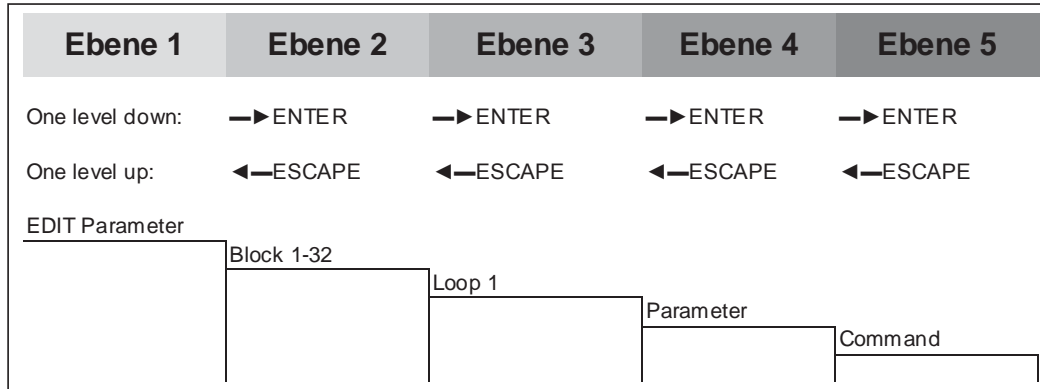 Ebene 1 Ebene 2 Ebene 3 Ebene 4 Ebene 5
One level down: ENTER ENTER ENTER ENTER
One level up: ESCAPE ESCAPE ESCAPE ESCAPE
EDIT Parameter
Block 1-32
Loop 1
Parameter
Command